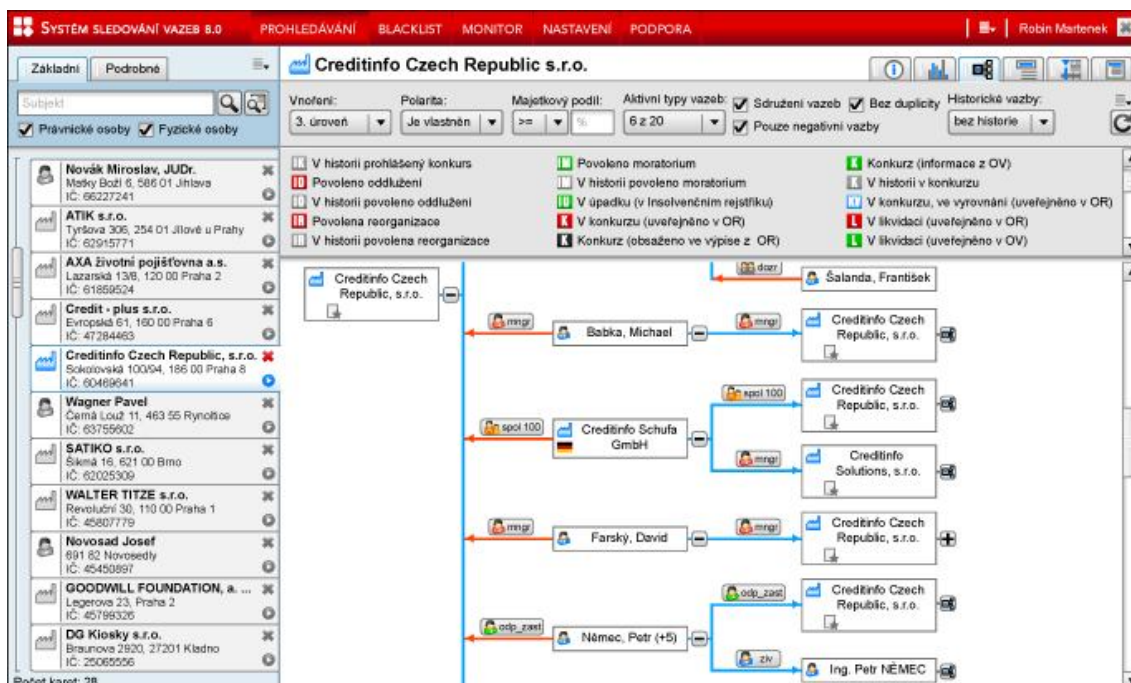 SYSTÉM SLEDOVÁNÍ VAZEB 8.0
PROHLEDÁVÁNÍ
BLACKLIST
MONITOR
NASTAVENÍ
PODPORA
Robin Martenek
Základní
Podrobné
Subjekt
Právnické osoby
Fyzické osoby
Novák Miroslav, JUDr.
Matky Boží 6, 586 01 Jihlava
IČ: 66227241
ATIK s.r.o.
Tyršova 306, 254 01 Jílové u Prahy
IČ: 62915771
AXA životní pojišťovna a.s.
Lazarská 13/8, 120 00 Praha 2
IČ: 61859524
Credit - plus s.r.o.
Evropská 61, 160 00 Praha 6
IČ: 47284463
Creditinfo Czech Republic, s.r.o.
Sokolovská 100/94, 186 00 Praha 8
IČ: 60469641
Wagner Pavel
Černá Louž 11, 463 55 Rynoltice
IČ: 63755602
SATIKO s.r.o.
Šikmá 16, 621 00 Brno
IČ: 62025309
WALTER TITZE s.r.o.
Revoluční 30, 110 00 Praha 1
IČ: 45807779
Novosad Josef
691 82 Novosedly
IČ: 45450897
GOODWILL FOUNDATION, a. ...
Legerova 23, Praha 2
IČ: 45799326
DG Kiosky s.r.o.
Braunova 2920, 27201 Kladno
IČ: 25065556
Počet karet: 28
Creditinfo Czech Republic s.r.o.
Vnoření:
Polarita:
Majetkový podíl:
Aktivní typy vazeb:
Historické vazby:
3. úroveň
Je vlastněn
>=
%
6 z 20
Sdružení vazeb
Bez duplicity
Pouze negativní vazby
bez historie
V historii prohlášený konkurs
Povoleno oddlužení
V historii povoleno oddlužení
Povolena reorganizace
V historii povolena reorganizace
Povoleno moratorium
V historii povoleno moratorium
V úpadku (v Insolvenčním rejstříku)
V konkurzu (uveřejněno v OR)
Konkurz (obsaženo ve výpise z OR)
Konkurz (informace z OV)
V historii v konkurzu
V konkurzu, ve vyrovnání (uveřejněno v OR)
V likvidaci (uveřejněno v OR)
V likvidaci (uveřejněno v OV)
Creditinfo Czech
Republic, s.r.o.
dozr
Šalanda, František
mngr
Babka, Michael
mngr
Creditinfo Czech
Republic, s.r.o.
spol 100
Creditinfo Schufa
GmbH
spol 100
Creditinfo Czech
Republic, s.r.o.
mngr
Creditinfo
Solutions, s.r.o.
mngr
Farský, David
mngr
Creditinfo Czech
Republic, s.r.o.
odp_zast
Němec, Petr (+5)
odp_zast
Creditinfo Czech
Republic, s.r.o.
ziv
Ing. Petr NĚMEC